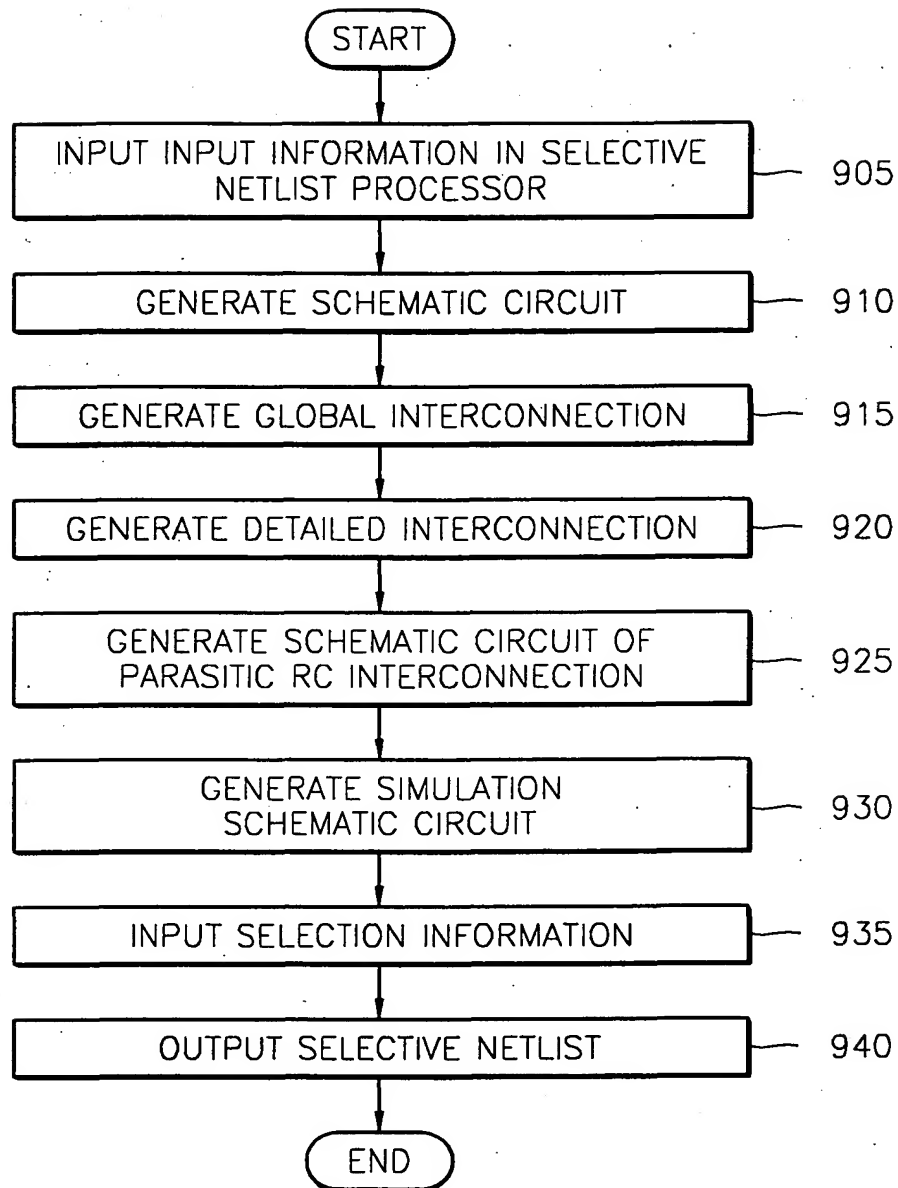 START
INPUT INPUT INFORMATION IN SELECTIVE
NETLIST PROCESSOR
905
GENERATE SCHEMATIC CIRCUIT
910
GENERATE GLOBAL INTERCONNECTION
915
GENERATE DETAILED INTERCONNECTION
920
GENERATE SCHEMATIC CIRCUIT OF
PARASITIC RC INTERCONNECTION
925
GENERATE SIMULATION
SCHEMATIC CIRCUIT
930
INPUT SELECTION INFORMATION
935
OUTPUT SELECTIVE NETLIST
940
END